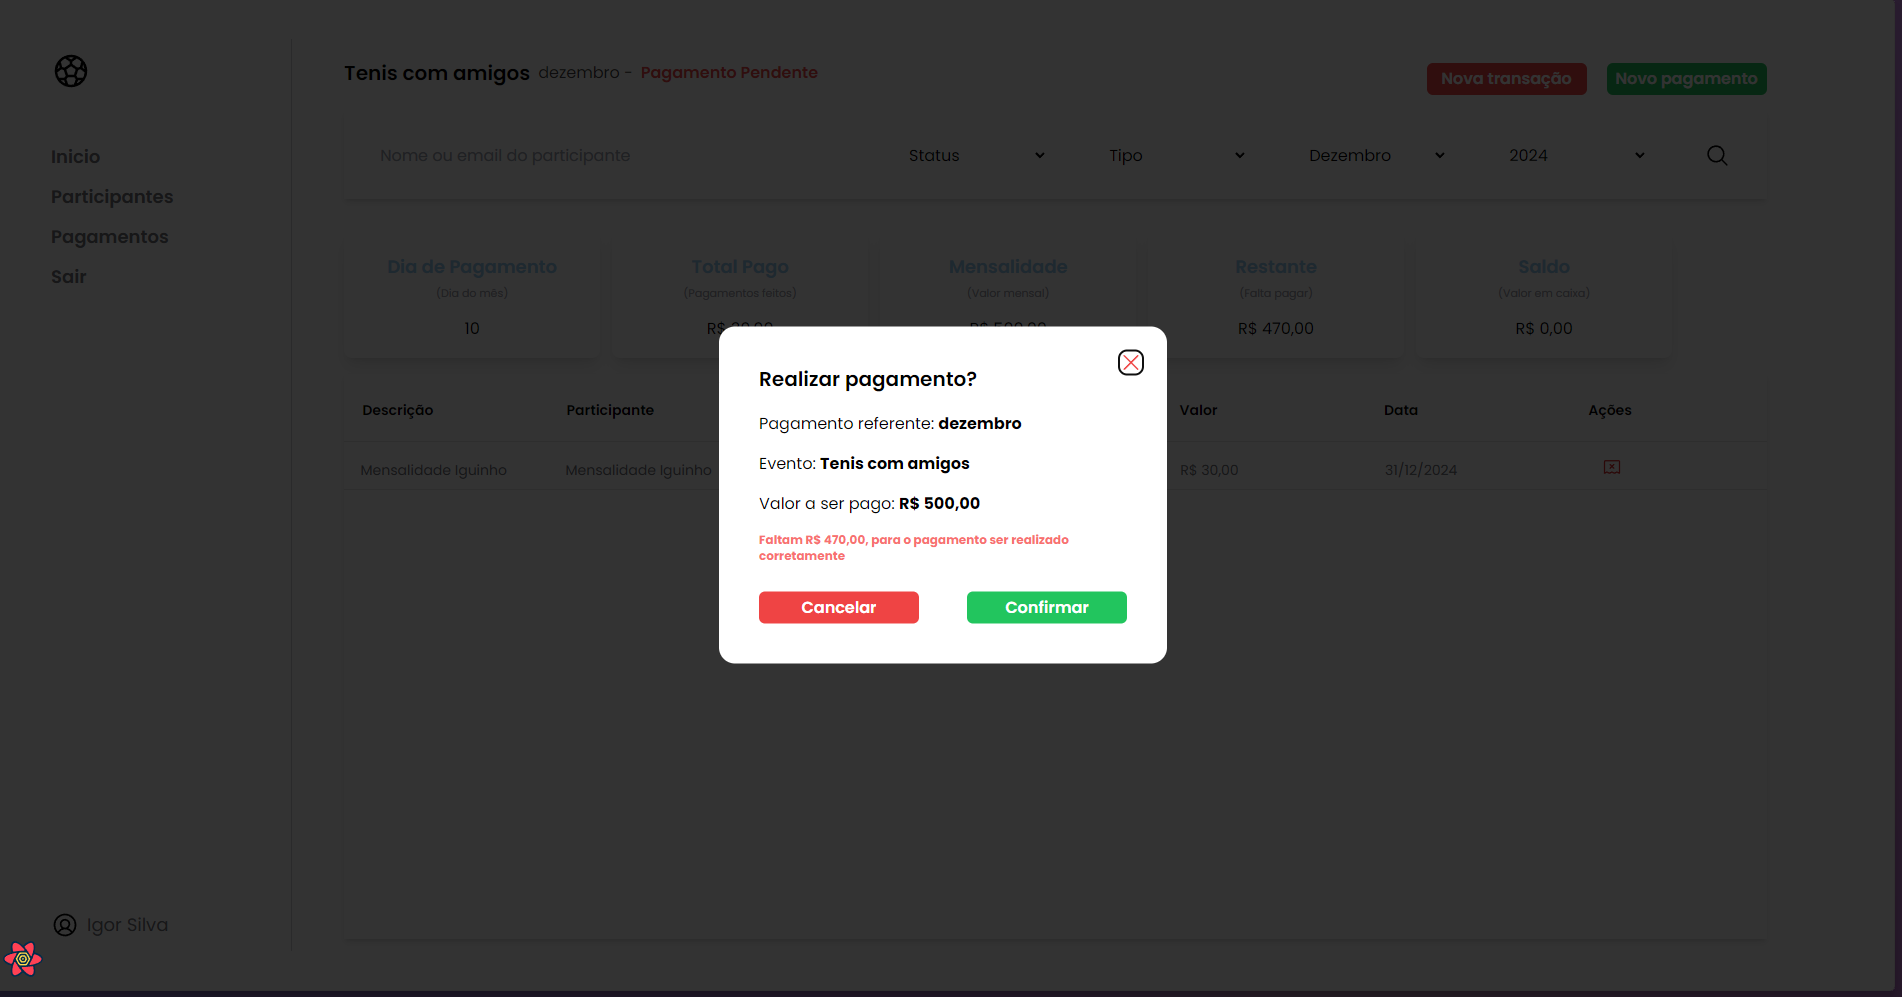 Tenis com amigos dezembro - Pagamento Pendente
Nova transação
Novo pagamento
Inicio
Participantes
Pagamentos
Sair
Nome ou email do participante
Status
Tipo
Dezembro
2024
Dia de Pagamento
(Dia do mês)
10
Total Pago
(Pagamentos feitos)
R$ 30,00
Mensalidade
(Valor mensal)
R$ 500,00
Restante
(Falta pagar)
R$ 470,00
Saldo
(Valor em caixa)
R$ 0,00
Descrição
Participante
Valor
Data
Ações
Mensalidade Iguinho
Mensalidade Iguinho
R$ 30,00
31/12/2024
Realizar pagamento?
Pagamento referente: dezembro
Evento: Tenis com amigos
Valor a ser pago: R$ 500,00
Faltam R$ 470,00, para o pagamento ser realizado
corretamente
Cancelar
Confirmar
Igor Silva